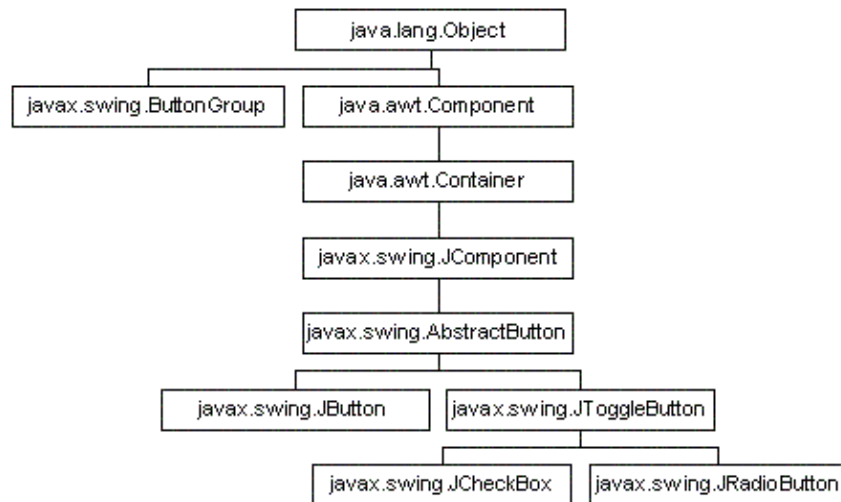 java.lang.Object
javax.swing.ButtonGroup
java.awt.Component
java.awt.Container
javax.swing.JComponent
javax.swing.AbstractButton
javax.swing.JButton
javax.swing.JToggleButton
javax.swing.JCheckBox
javax.swing.JRadioButton